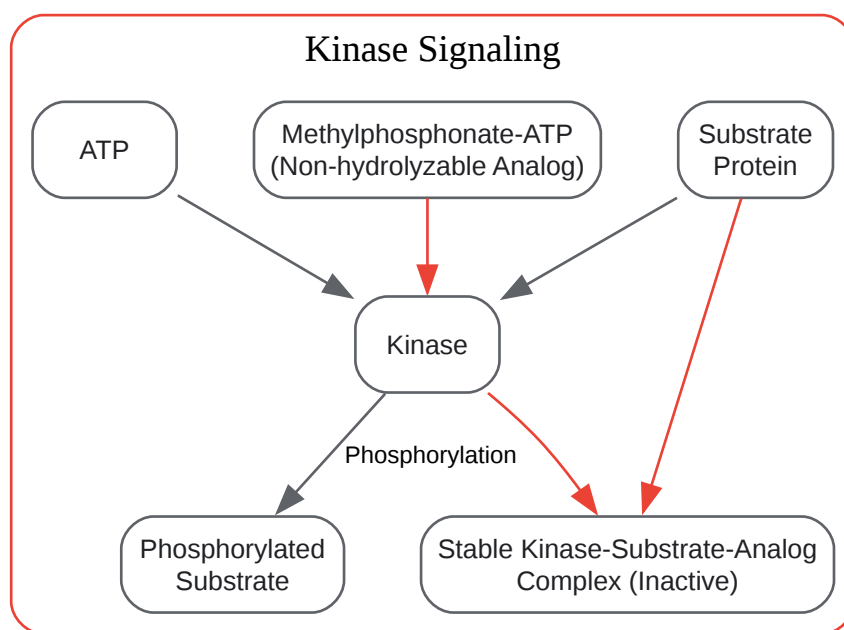 Kinase Signaling
ATP
Methylphosphonate-ATP
(Non-hydrolyzable Analog)
Substrate
Protein
Kinase
Phosphorylation
Phosphorylated
Substrate
Stable Kinase-Substrate-Analog
Complex (Inactive)